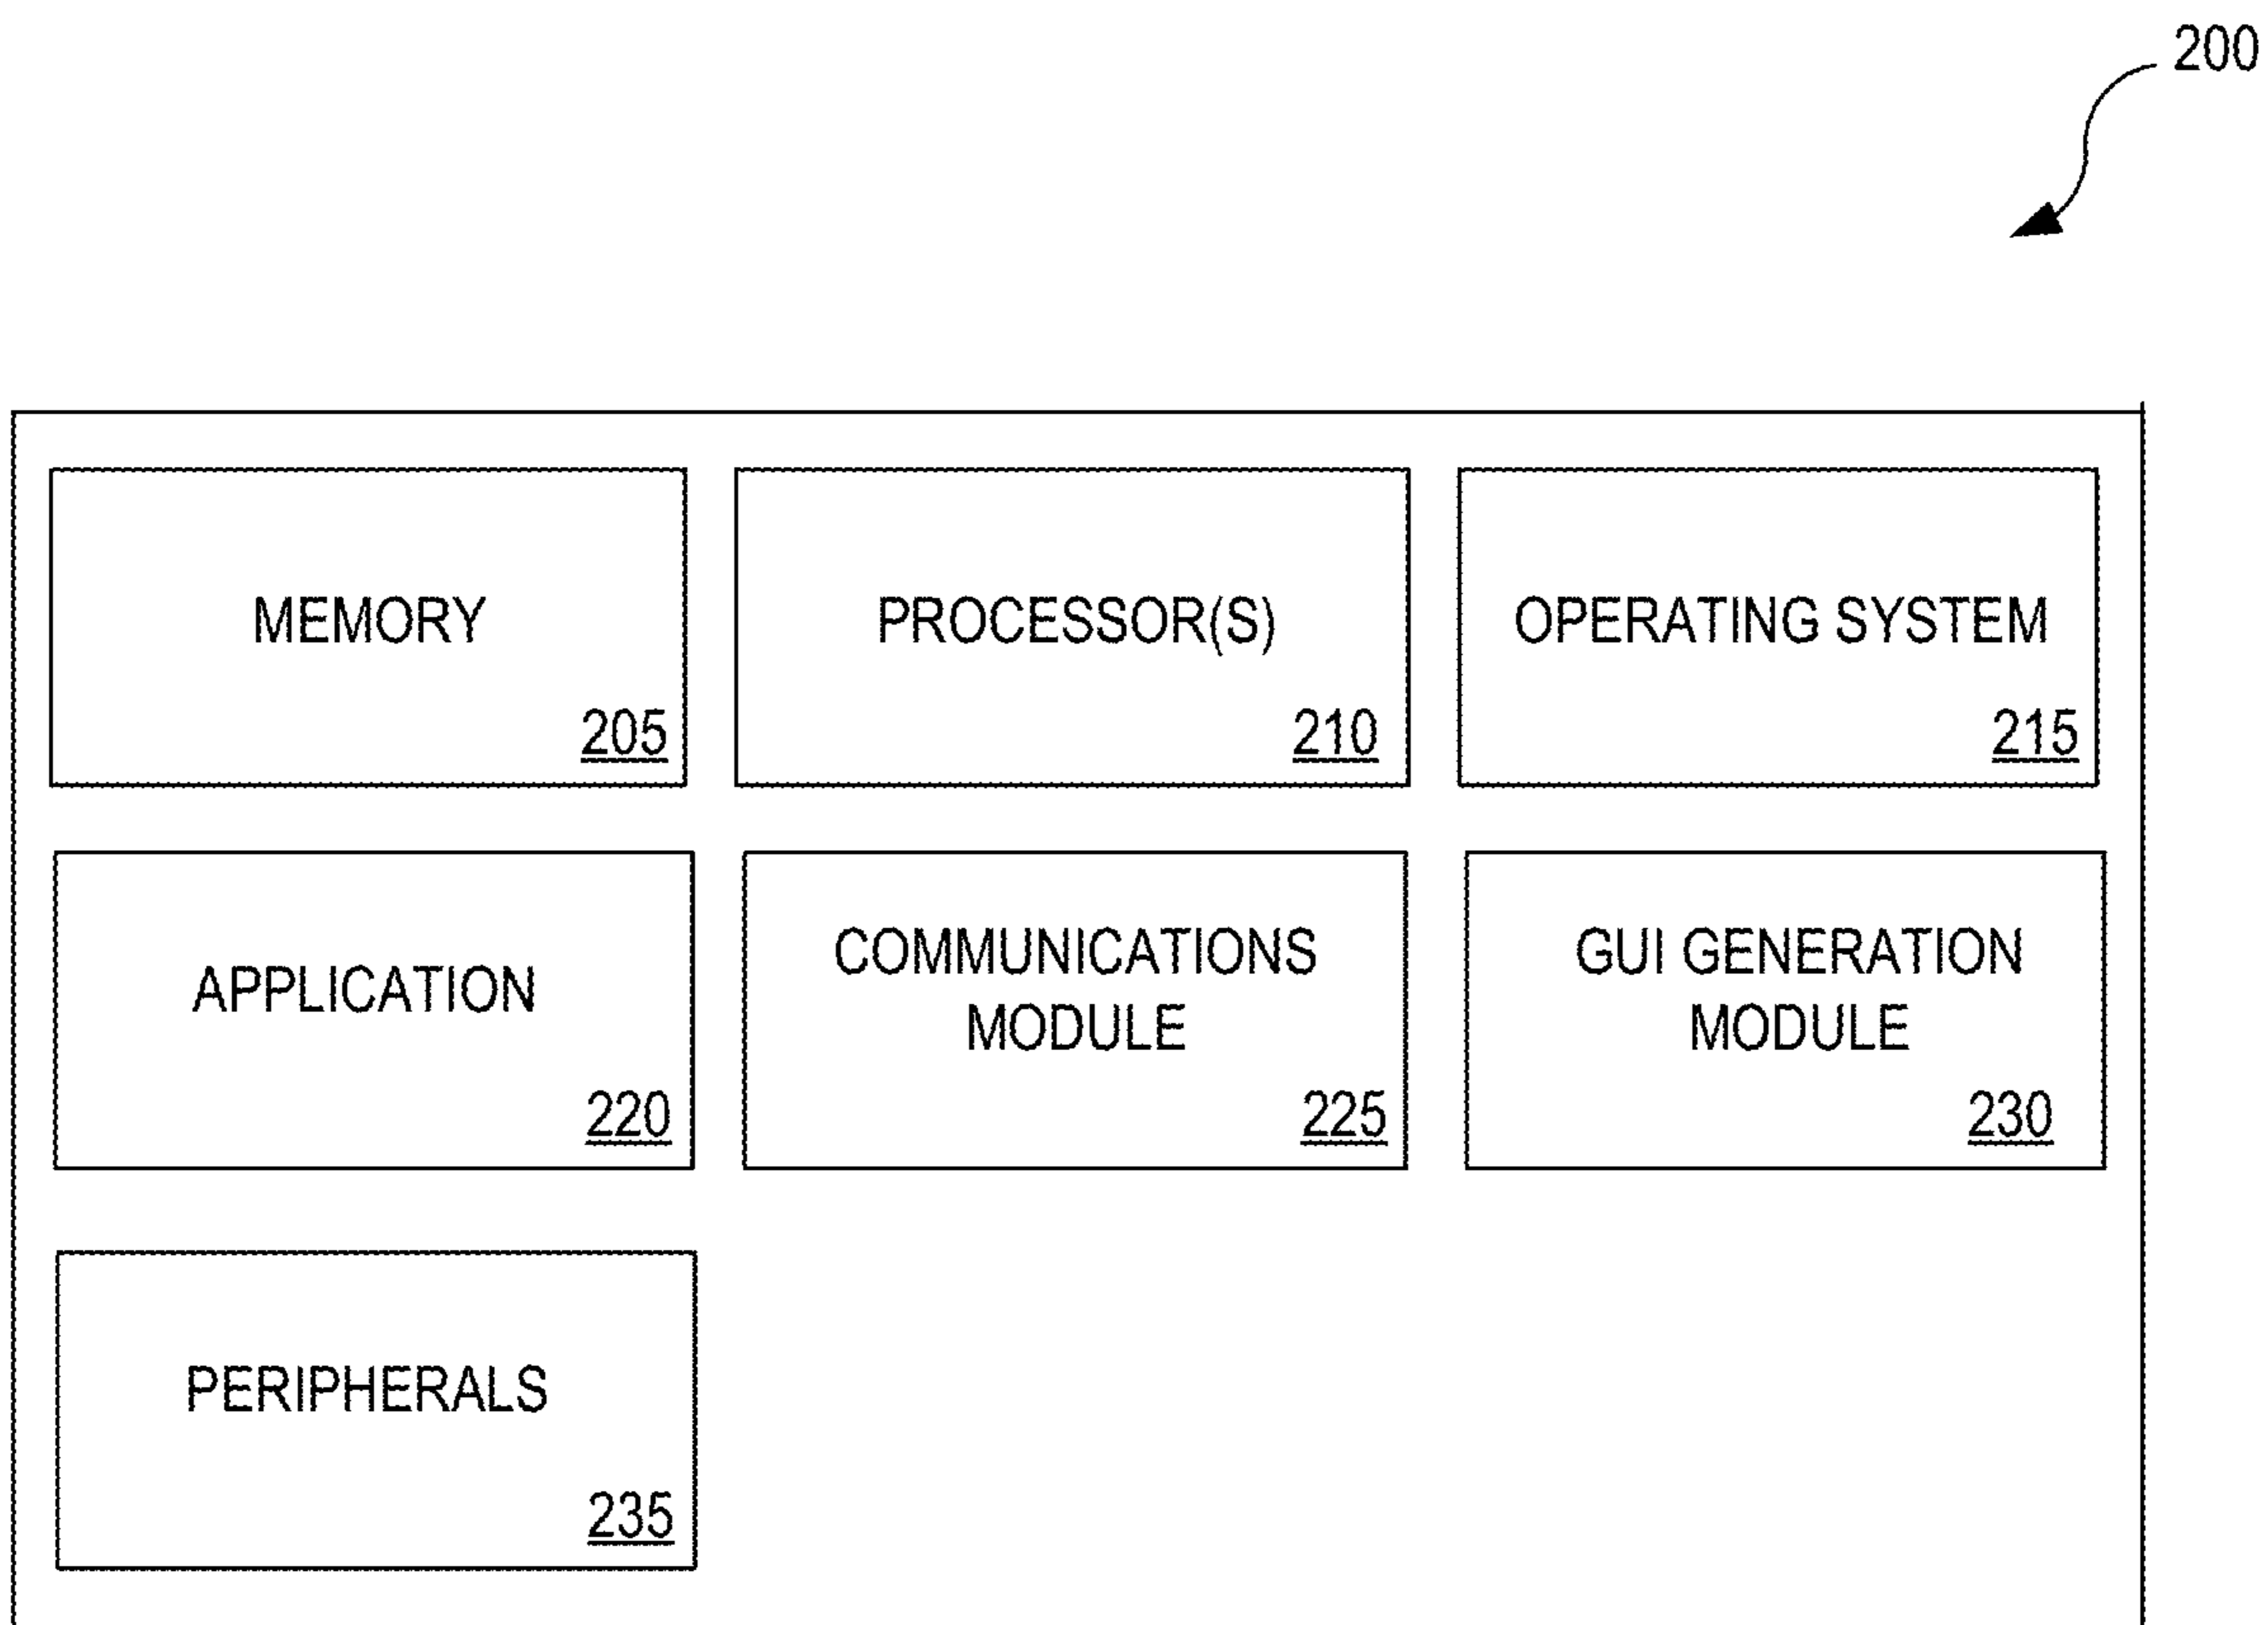 200
MEMORY
205
PROCESSOR(S)
210
OPERATING SYSTEM
215
APPLICATION
220
COMMUNICATIONS
MODULE
225
GUI GENERATION
MODULE
230
PERIPHERALS
235